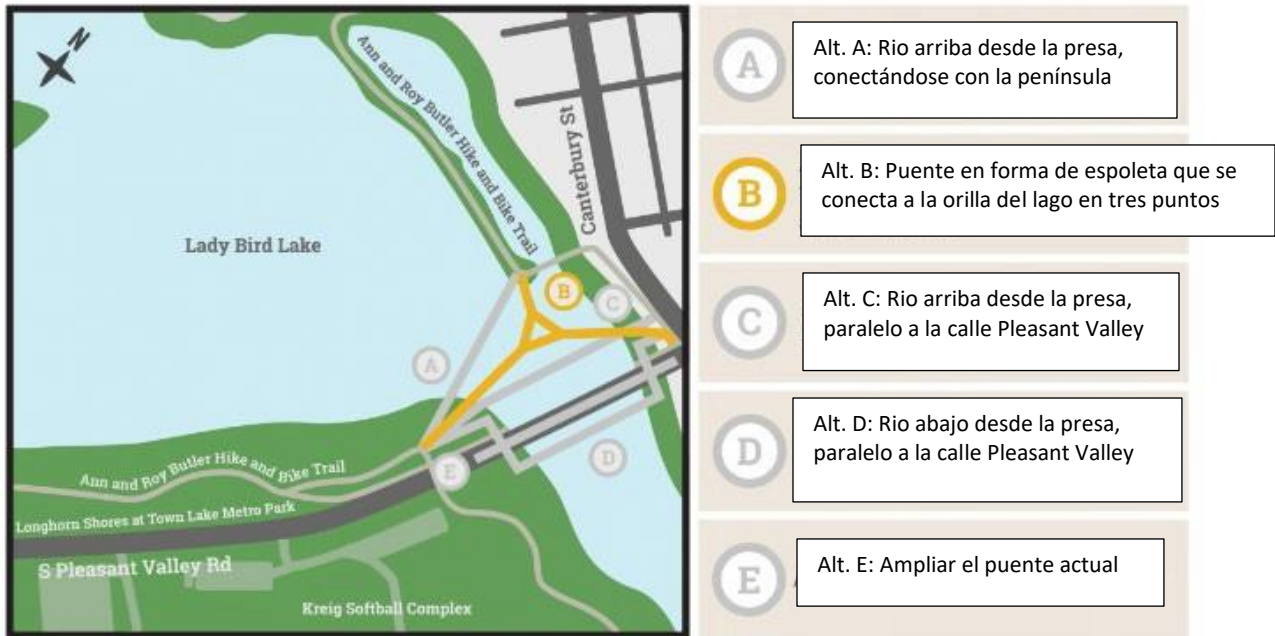 N
Ann and Roy Butler Hike and Bike Trail
Canterbury St
Lady Bird Lake
B
C
A
D
E
Ann and Roy Butler Hike and Bike Trail
Longhorn Shores at Town Lake Metro Park
S Pleasant Valley Rd
Kreig Softball Complex
A
Alt. A: Rio arriba desde la presa,
conectándose con la península
B
Alt. B: Puente en forma de espoleta que se
conecta a la orilla del lago en tres puntos
C
Alt. C: Rio arriba desde la presa,
paralelo a la calle Pleasant Valley
D
Alt. D: Rio abajo desde la presa,
paralelo a la calle Pleasant Valley
E
Alt. E: Ampliar el puente actual